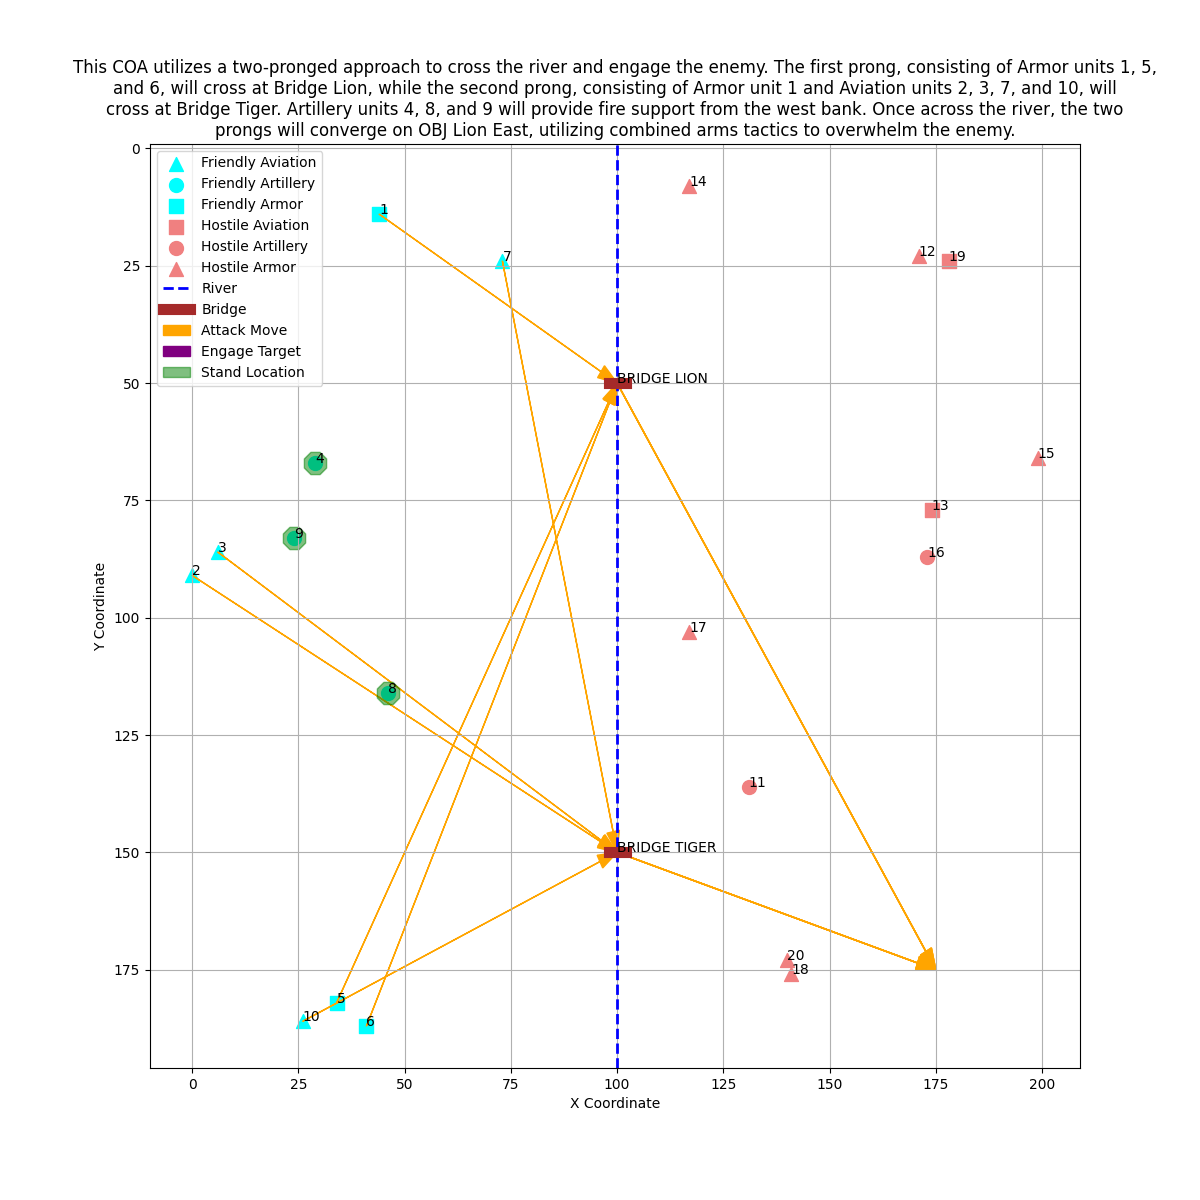 This COA utilizes a two-pronged approach to cross the river and engage the enemy. The first prong, consisting of Armor units 1, 5,
and 6, will cross at Bridge Lion, while the second prong, consisting of Armor unit 1 and Aviation units 2, 3, 7, and 10, will
cross at Bridge Tiger. Artillery units 4, 8, and 9 will provide fire support from the west bank. Once across the river, the two
prongs will converge on OBJ Lion East, utilizing combined arms tactics to overwhelm the enemy.
Friendly Aviation
Friendly Artillery
Friendly Armor
Hostile Aviation
Hostile Artillery
Hostile Armor
River
Bridge
Attack Move
Engage Target
Stand Location
0
25
50
75
100
125
150
175
Y Coordinate
14
1
12
19
7
BRIDGE LION
15
4
13
9
3
16
2
17
8
11
BRIDGE TIGER
20
18
5
10
6
0
25
50
75
100
125
150
175
200
X Coordinate